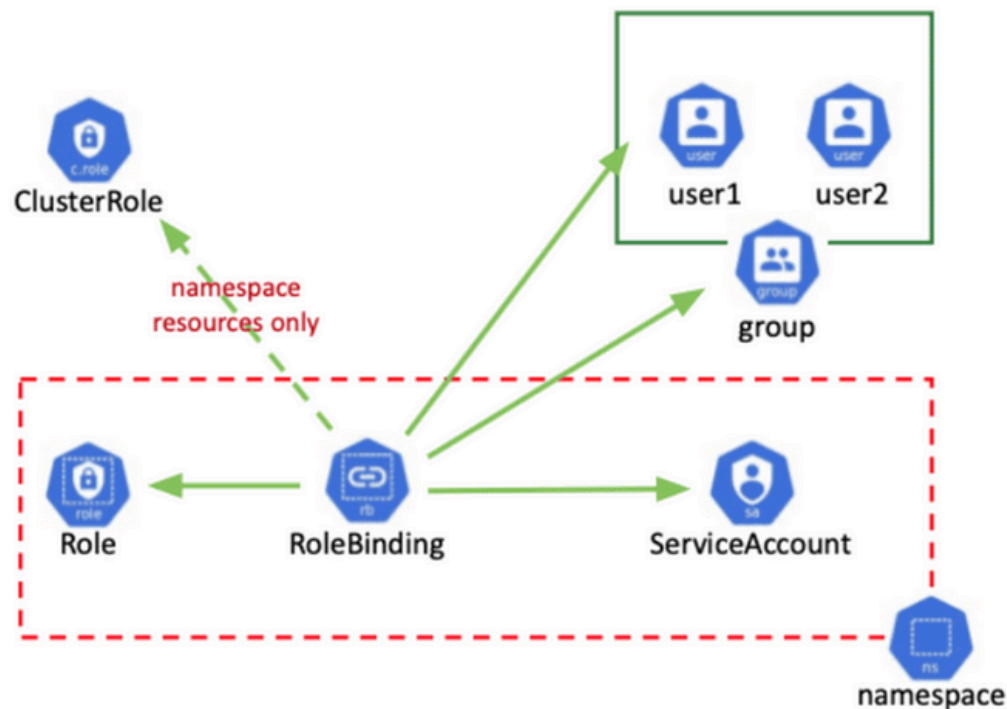 user
user
user1
user2
c.role
ClusterRole
group
group
namespace
resources only
role
Role
rb
RoleBinding
sa
ServiceAccount
ns
namespace